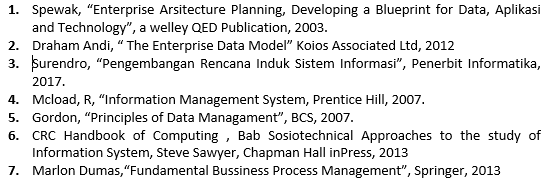 1. Spewak, “Enterprise Arsitecture Planning, Developing a Blueprint for Data, Aplikasi
and Technology”, a welley QED Publication, 2003.
2. Draham Andi, “ The Enterprise Data Model” Koios Associated Ltd, 2012
3. Surendro, “Pengembangan Rencana Induk Sistem Informasi”, Penerbit Informatika,
2017.
4. Mcload, R, “Information Management System, Prentice Hill, 2007.
5. Gordon, “Principles of Data Managament”, BCS, 2007.
6. CRC Handbook of Computing , Bab Sosiotechnical Approaches to the study of
Information System, Steve Sawyer, Chapman Hall inPress, 2013
7. Marlon Dumas,“Fundamental Bussiness Process Management”, Springer, 2013